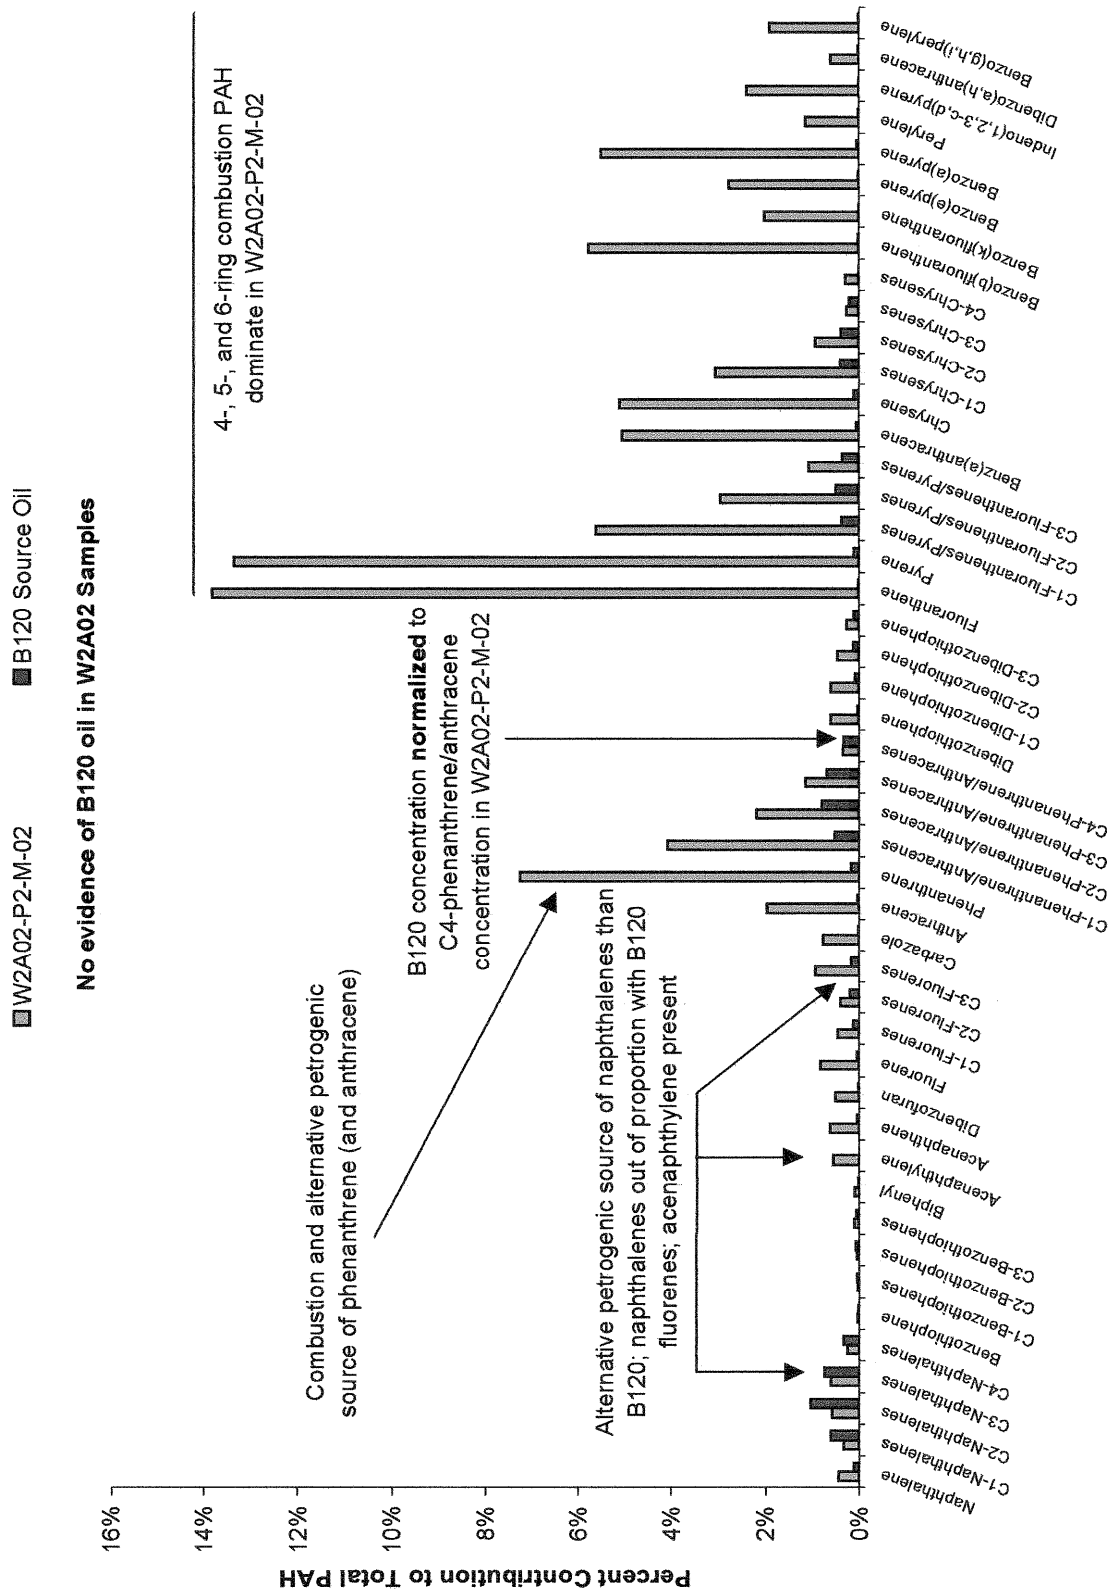 W2A02-P2-M-02
B120 Source Oil
No evidence of B120 oil in W2A02 Samples
4-, 5-, and 6-ring combustion PAH
dominate in W2A02-P2-M-02
B120 concentration normalized to
C4-phenanthrene/anthracene
concentration in W2A02-P2-M-02
Combustion and alternative petrogenic
source of phenanthrene (and anthracene)
Alternative petrogenic source of naphthalenes than
B120; naphthalenes out of proportion with B120
fluorenes; acenaphthylene present
Percent Contribution to Total PAH
16%
14%
12%
10%
8%
6%
4%
2%
0%
Naphthalene
C1-Naphthalenes
C2-Naphthalenes
C3-Naphthalenes
C4-Naphthalenes
Benzothiophene
C1-Benzothiophenes
C2-Benzothiophenes
C3-Benzothiophenes
Biphenyl
Acenaphthylene
Acenaphthene
Dibenzofuran
Fluorene
C1-Fluorenes
C2-Fluorenes
C3-Fluorenes
Carbazole
Anthracene
Phenanthrene
C1-Phenanthrene/Anthracenes
C2-Phenanthrene/Anthracenes
C3-Phenanthrene/Anthracenes
C4-Phenanthrene/Anthracenes
Dibenzothiophene
C1-Dibenzothiophene
C2-Dibenzothiophene
C3-Dibenzothiophene
Fluoranthene
Pyrene
C1-Fluoranthenes/Pyrenes
C2-Fluoranthenes/Pyrenes
C3-Fluoranthenes/Pyrenes
Benz(a)anthracene
Chrysene
C1-Chrysenes
C2-Chrysenes
C3-Chrysenes
C4-Chrysenes
Benzo(b)fluoranthene
Benzo(k)fluoranthene
Benzo(e)pyrene
Benzo(a)pyrene
Perylene
Indeno(1,2,3-c,d)pyrene
Dibenzo(a,h)anthracene
Benzo(g,h,i)perylene